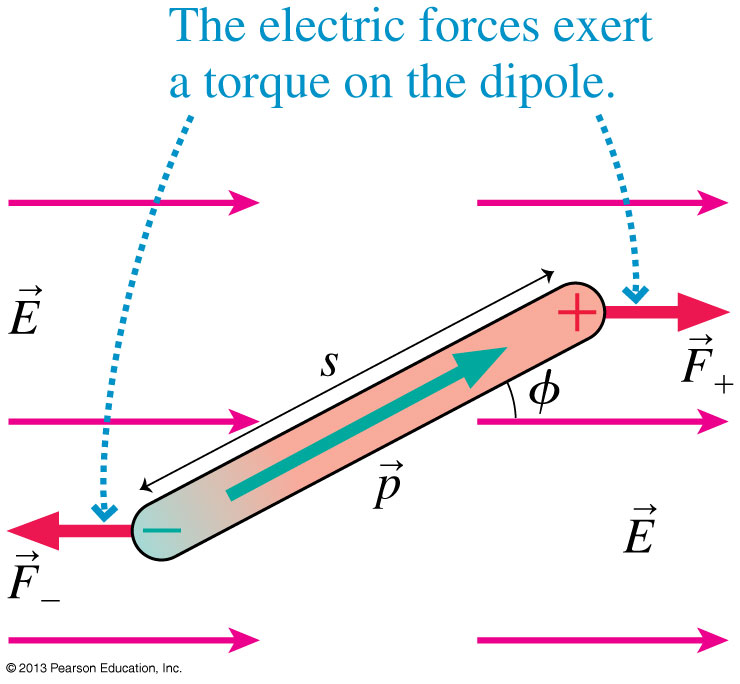 The electric forces exert
a torque on the dipole.
E⃗
+
F⃗₊
s
ϕ
p⃗
E⃗
−
F⃗₋
© 2013 Pearson Education, Inc.